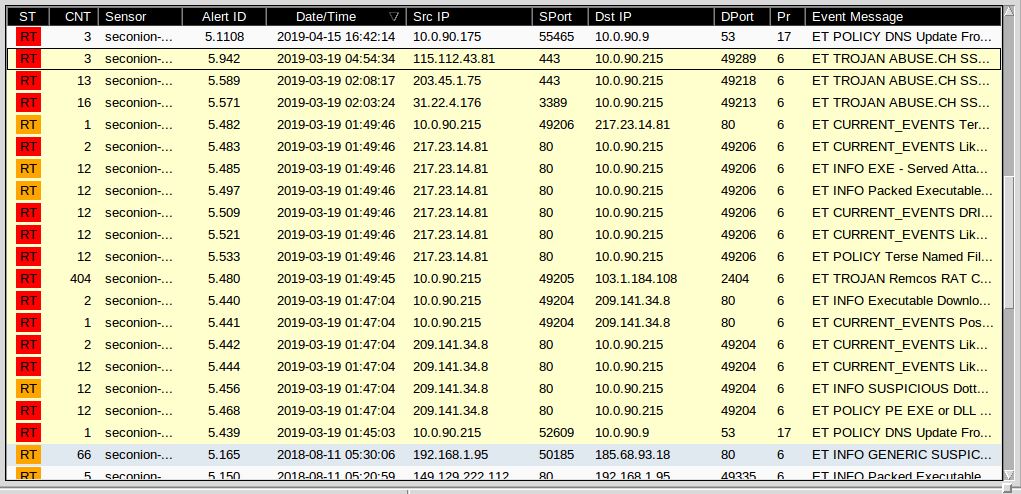 ST CNT Sensor Alert ID Date/Time Src IP SPort Dst IP DPort Pr Event Message
RT 3 seconion-... 5.1108 2019-04-15 16:42:14 10.0.90.175 55465 10.0.90.9 53 17 ET POLICY DNS Update Fro...
RT 3 seconion-... 5.942 2019-03-19 04:54:34 115.112.43.81 443 10.0.90.215 49289 6 ET TROJAN ABUSE.CH SS...
RT 13 seconion-... 5.589 2019-03-19 02:08:17 203.45.1.75 443 10.0.90.215 49218 6 ET TROJAN ABUSE.CH SS...
RT 16 seconion-... 5.571 2019-03-19 02:03:24 31.22.4.176 3389 10.0.90.215 49213 6 ET TROJAN ABUSE.CH SS...
RT 1 seconion-... 5.482 2019-03-19 01:49:46 10.0.90.215 49206 217.23.14.81 80 6 ET CURRENT_EVENTS Ter...
RT 2 seconion-... 5.483 2019-03-19 01:49:46 217.23.14.81 80 10.0.90.215 49206 6 ET CURRENT_EVENTS Lik...
RT 12 seconion-... 5.485 2019-03-19 01:49:46 217.23.14.81 80 10.0.90.215 49206 6 ET INFO EXE - Served Atta...
RT 12 seconion-... 5.497 2019-03-19 01:49:46 217.23.14.81 80 10.0.90.215 49206 6 ET INFO Packed Executable...
RT 12 seconion-... 5.509 2019-03-19 01:49:46 217.23.14.81 80 10.0.90.215 49206 6 ET CURRENT_EVENTS DRI...
RT 12 seconion-... 5.521 2019-03-19 01:49:46 217.23.14.81 80 10.0.90.215 49206 6 ET CURRENT_EVENTS Lik...
RT 12 seconion-... 5.533 2019-03-19 01:49:46 217.23.14.81 80 10.0.90.215 49206 6 ET POLICY Terse Named Fil...
RT 404 seconion-... 5.480 2019-03-19 01:49:45 10.0.90.215 49205 103.1.184.108 2404 6 ET TROJAN Remcos RAT C...
RT 2 seconion-... 5.440 2019-03-19 01:47:04 10.0.90.215 49204 209.141.34.8 80 6 ET INFO Executable Downlo...
RT 1 seconion-... 5.441 2019-03-19 01:47:04 10.0.90.215 49204 209.141.34.8 80 6 ET CURRENT_EVENTS Pos...
RT 2 seconion-... 5.442 2019-03-19 01:47:04 209.141.34.8 80 10.0.90.215 49204 6 ET CURRENT_EVENTS Lik...
RT 12 seconion-... 5.444 2019-03-19 01:47:04 209.141.34.8 80 10.0.90.215 49204 6 ET CURRENT_EVENTS Lik...
RT 12 seconion-... 5.456 2019-03-19 01:47:04 209.141.34.8 80 10.0.90.215 49204 6 ET INFO SUSPICIOUS Dott...
RT 12 seconion-... 5.468 2019-03-19 01:47:04 209.141.34.8 80 10.0.90.215 49204 6 ET POLICY PE EXE or DLL ...
RT 1 seconion-... 5.439 2019-03-19 01:45:03 10.0.90.215 52609 10.0.90.9 53 17 ET POLICY DNS Update Fro...
RT 66 seconion-... 5.165 2018-08-11 05:30:06 192.168.1.95 50185 185.68.93.18 80 6 ET INFO GENERIC SUSPIC...
RT 5 seconion-... 5.150 2018-08-11 05:20:59 149.129.222.112 80 192.168.1.95 49335 6 ET INFO Packed Executable...